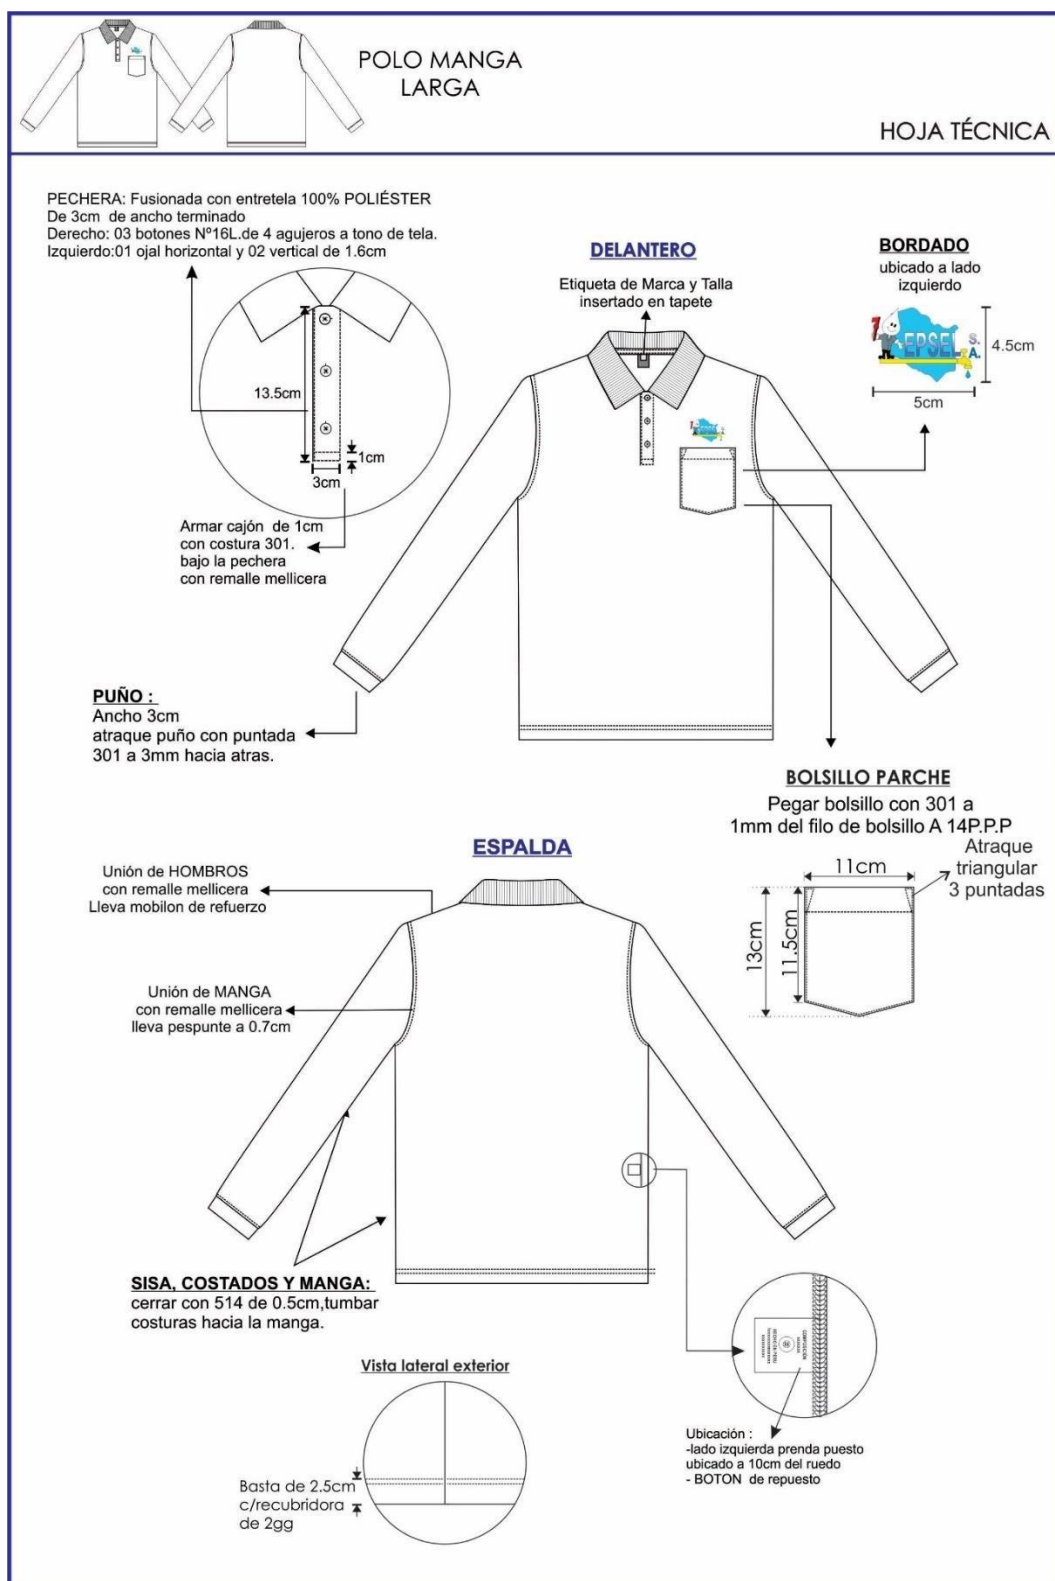 POLO MANGA
LARGA
HOJA TÉCNICA
PECHERA: Fusionada con entretela 100% POLIÉSTER
De 3cm de ancho terminado
Derecho: 03 botones Nº16L.de 4 agujeros a tono de tela.
Izquierdo:01 ojal horizontal y 02 vertical de 1.6cm
13.5cm
1cm
3cm
Armar cajón de 1cm
con costura 301.
bajo la pechera
con remalle mellicera
DELANTERO
Etiqueta de Marca y Talla
insertado en tapete
BORDADO
ubicado a lado
izquierdo
EPSEL
S.
A.
4.5cm
5cm
PUÑO :
Ancho 3cm
atraque puño con puntada
301 a 3mm hacia atras.
BOLSILLO PARCHE
Pegar bolsillo con 301 a
1mm del filo de bolsillo A 14P.P.P
Atraque
triangular
3 puntadas
11cm
13cm
11.5cm
ESPALDA
Unión de HOMBROS
con remalle mellicera
Lleva mobilon de refuerzo
Unión de MANGA
con remalle mellicera
lleva pespunte a 0.7cm
SISA, COSTADOS Y MANGA:
cerrar con 514 de 0.5cm,tumbar
costuras hacia la manga.
Vista lateral exterior
Basta de 2.5cm
c/recubridora
de 2gg
COMPOSICIÓN
HECHO EN PERU
Ubicación :
-lado izquierda prenda puesto
ubicado a 10cm del ruedo
- BOTON de repuesto